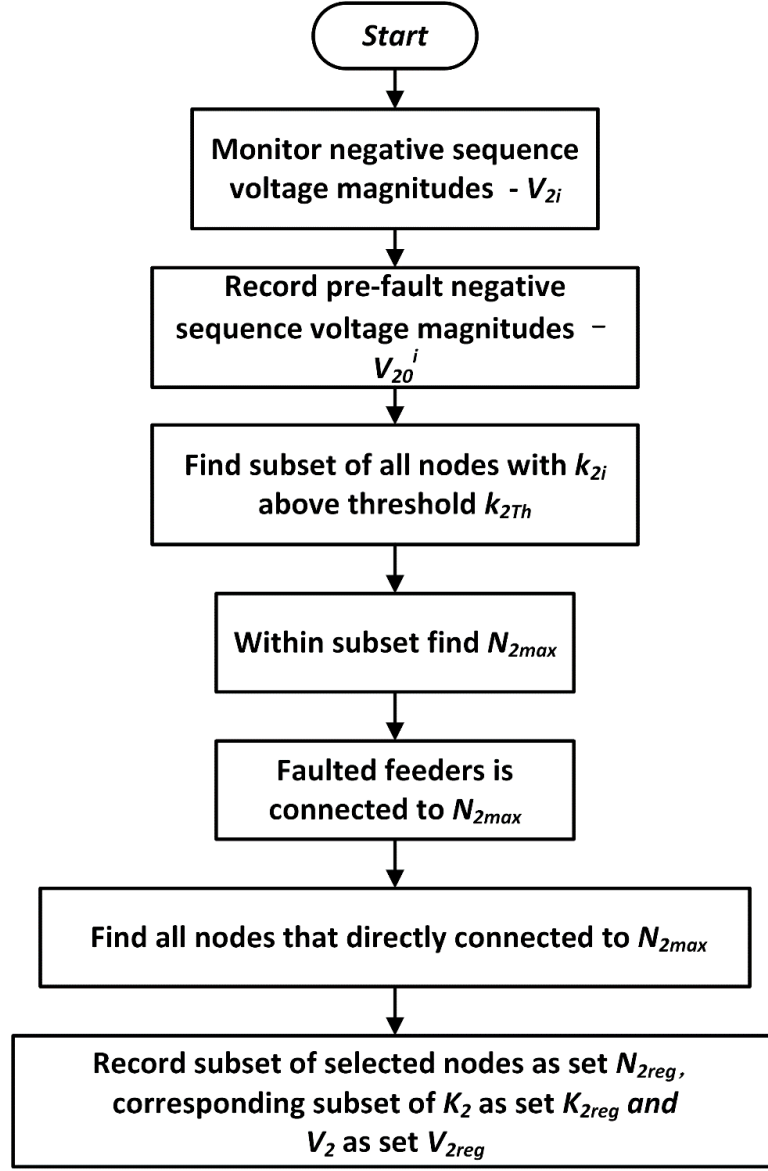 Start
Monitor negative sequence
voltage magnitudes - V2i
Record pre-fault negative
sequence voltage magnitudes –
V20i
Find subset of all nodes with k2i
above threshold k2Th
Within subset find N2max
Faulted feeders is
connected to N2max
Find all nodes that directly connected to N2max
Record subset of selected nodes as set N2reg,
corresponding subset of K2 as set K2reg and
V2 as set V2reg